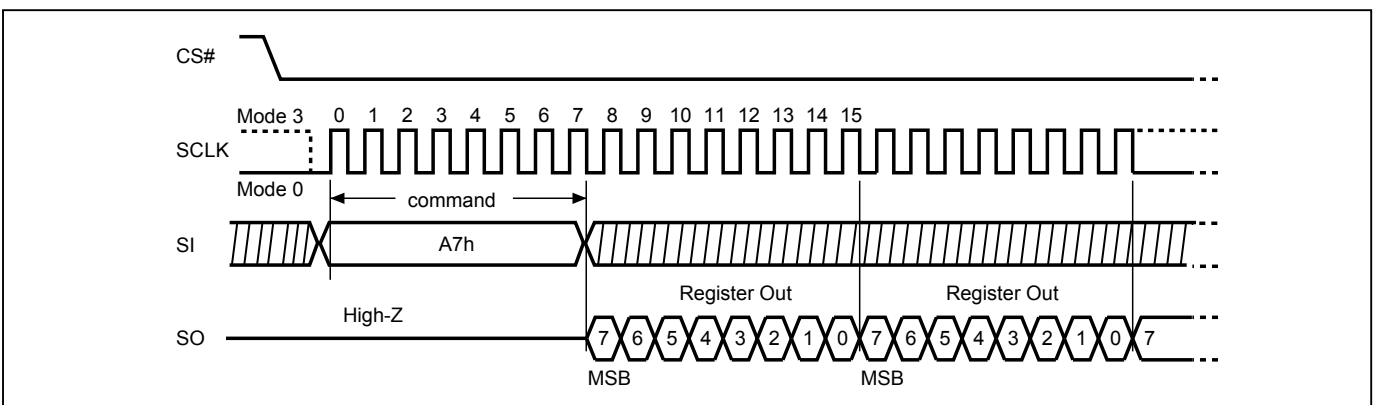 CS#
Mode 3 0 1 2 3 4 5 6 7 8 9 10 11 12 13 14 15
SCLK
Mode 0
command
SI A7h
Register Out Register Out
High-Z
SO 7 6 5 4 3 2 1 0 7 6 5 4 3 2 1 0 7
MSB MSB